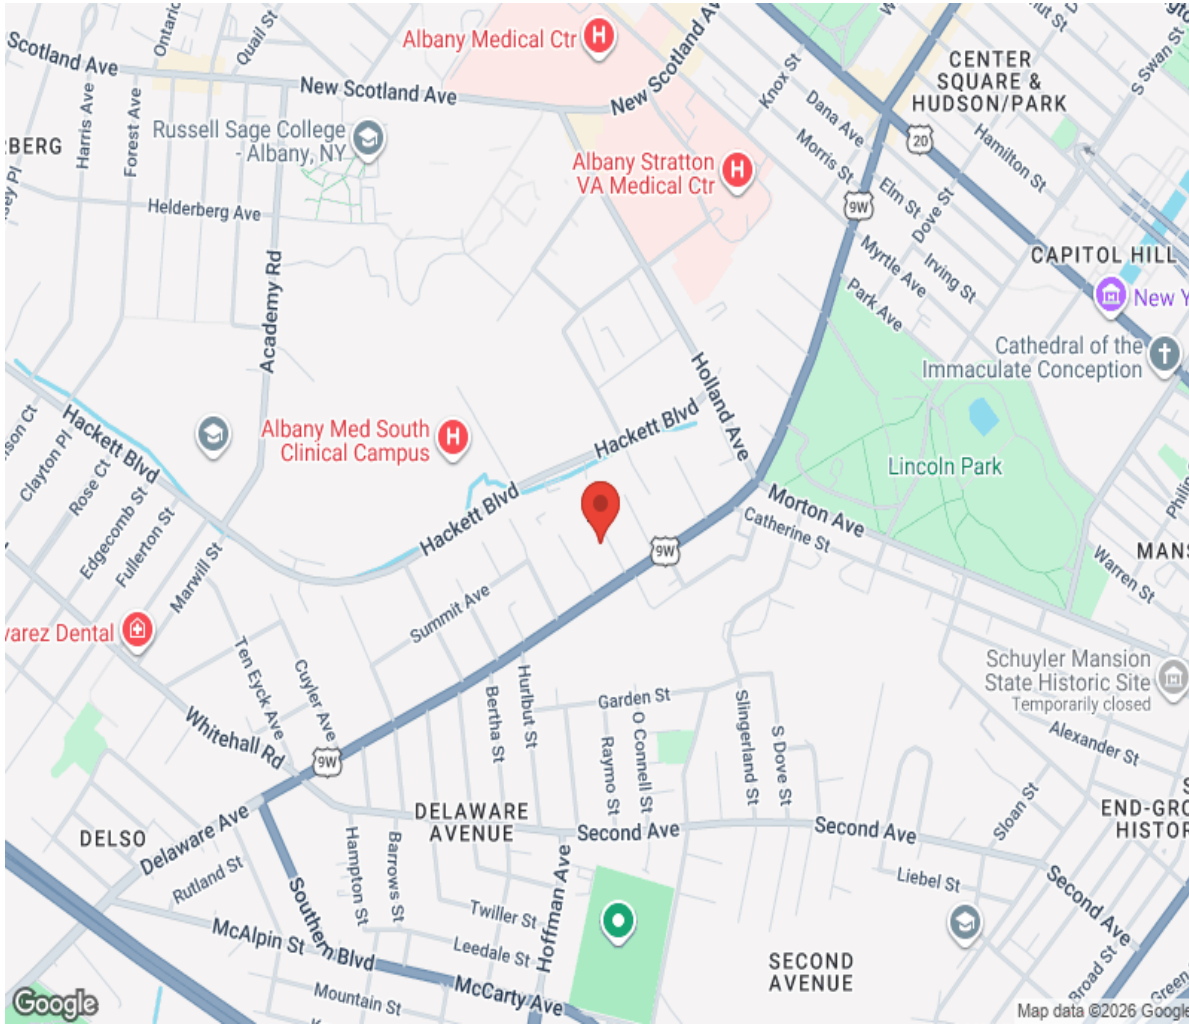 Scotland Ave
Ontario
Quail St
Albany Medical Ctr
New Scotland Ave
New Scotland Av
Knox St
CENTER
SQUARE &
HUDSON/PARK
S Swan St
Harris Ave
Forest Ave
Russell Sage College
- Albany, NY
Dana Ave
20
Hamilton St
Albany Stratton
VA Medical Ctr
Morris St
Elm St
Dove St
Helderberg Ave
9W
Myrtle Ave
Irving St
CAPITOL HILL
Academy Rd
Park Ave
New Y
Cathedral of the
Immaculate Conception
Holland Ave
Hackett Blvd
Clayton Pl
Rose Ct
Edgecomb St
Fullerton St
Marwill St
Albany Med South
Clinical Campus
Hackett Blvd
Hackett Blvd
Lincoln Park
Morton Ave
Catherine St
9W
Warren St
MANS
Summit Ave
varez Dental
Ten Eyck Ave
Cuyler Ave
Schuyler Mansion
State Historic Site
Temporarily closed
Hurlbut St
Bertha St
Garden St
O Connell St
Raymo St
Slingerland St
S Dove St
Alexander St
Whitehall Rd
9W
Sloan St
DELSO
Delaware Ave
DELAWARE
AVENUE
Second Ave
Second Ave
Second Ave
END-GRO
HISTOR
Rutland St
Hampton St
Barrows St
Hoffman Ave
Liebel St
Southern Blvd
McAlpin St
Twiller St
Leedale St
McCarty Ave
Mountain St
SECOND
AVENUE
Broad St
Green
Google
Map data ©2026 Google